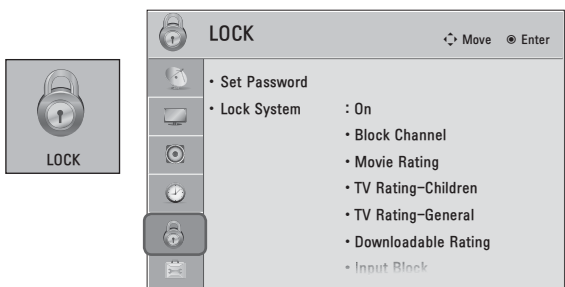 LOCK
LOCK
Move Enter
• Set Password
• Lock System : On
• Block Channel
• Movie Rating
• TV Rating-Children
• TV Rating-General
• Downloadable Rating
• Input Block